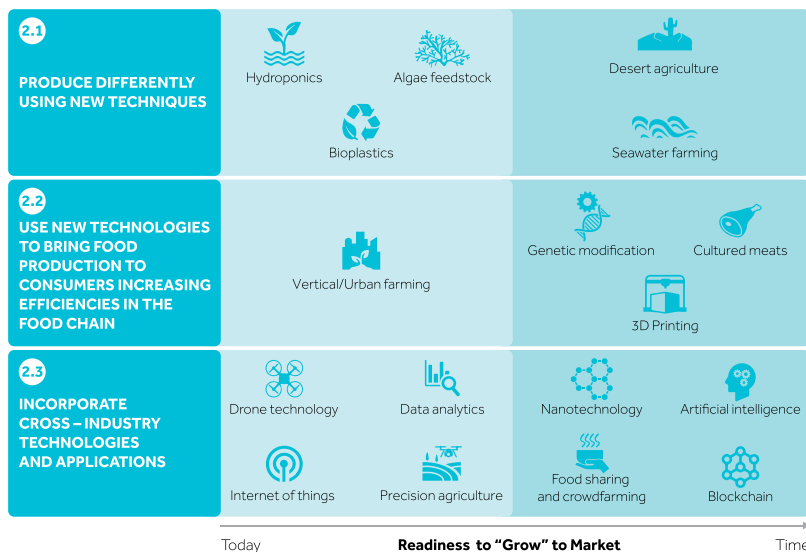 2.1
PRODUCE DIFFERENTLY
USING NEW TECHNIQUES
Hydroponics
Algae feedstock
Bioplastics
Desert agriculture
Seawater farming
2.2
USE NEW TECHNOLOGIES
TO BRING FOOD
PRODUCTION TO
CONSUMERS INCREASING
EFFICIENCIES IN THE
FOOD CHAIN
Vertical/Urban farming
Genetic modification
Cultured meats
3D Printing
2.3
INCORPORATE
CROSS – INDUSTRY
TECHNOLOGIES
AND APPLICATIONS
Drone technology
Data analytics
Internet of things
Precision agriculture
Nanotechnology
Artificial intelligence
Food sharing
and crowdfarming
Blockchain
Today
Readiness to “Grow” to Market
Time